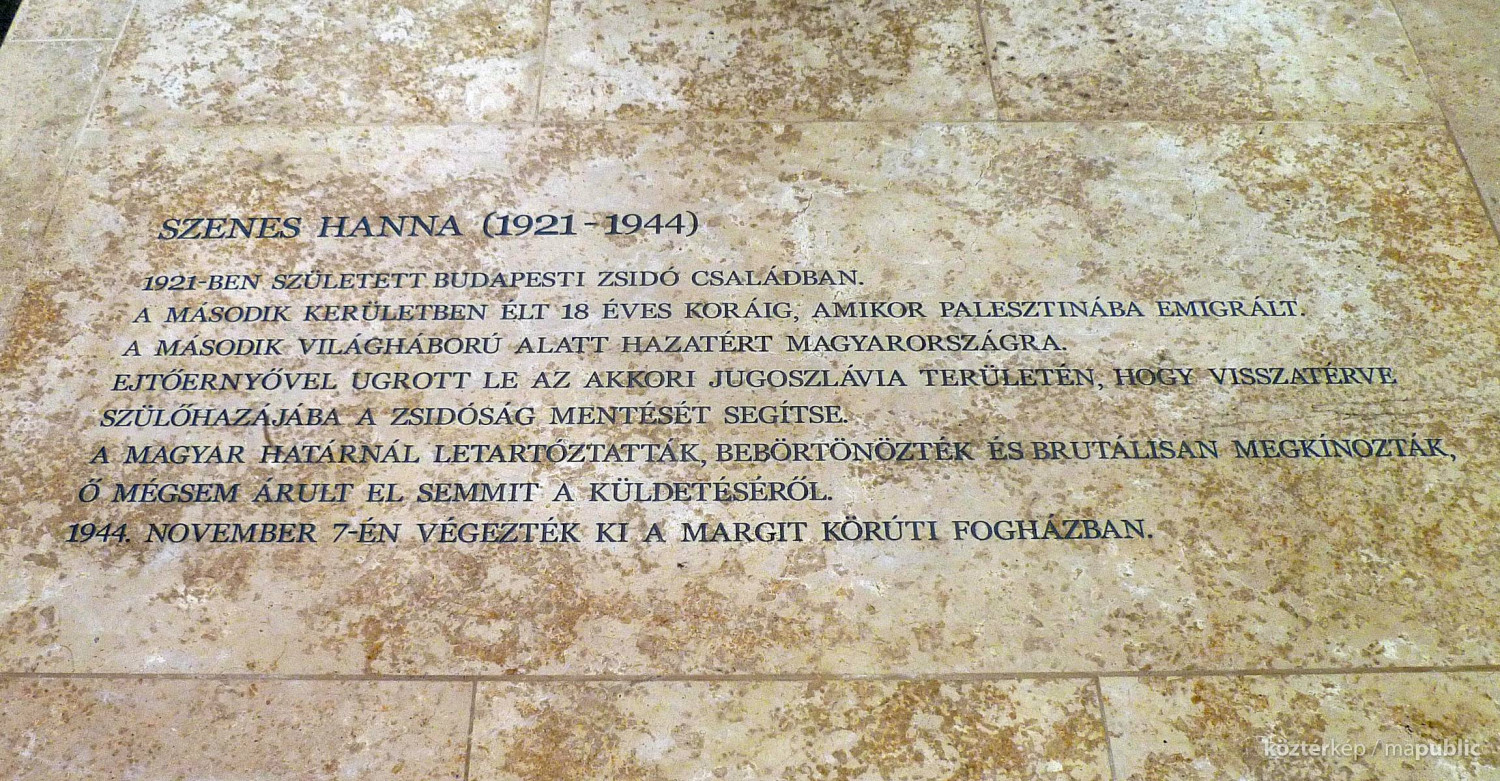 SZENES HANNA (1921-1944)
1921-BEN SZÜLETETT BUDAPESTI ZSIDÓ CSALÁDBAN.
A MÁSODIK KERÜLETBEN ÉLT 18 ÉVES KORÁIG, AMIKOR PALESZTINÁBA EMIGRÁLT.
A MÁSODIK VILÁGHÁBORÚ ALATT HAZATÉRT MAGYARORSZÁGRA.
EJTŐERNYŐVEL UGROTT LE AZ AKKORI JUGOSZLÁVIA TERÜLETÉN, HOGY VISSZATÉRVE
SZÜLŐHAZÁJÁBA A ZSIDÓSÁG MENTÉSÉT SEGÍTSE.
A MAGYAR HATÁRNÁL LETARTÓZTATTÁK, BEBÖRTÖNÖZTÉK ÉS BRUTÁLISAN MEGKÍNOZTÁK,
Ő MÉGSEM ÁRULT EL SEMMIT A KÜLDETÉSÉRŐL.
1944. NOVEMBER 7-ÉN VÉGEZTÉK KI A MARGIT KÖRÚTI FOGHÁZBAN.
köztérkép / mapublic